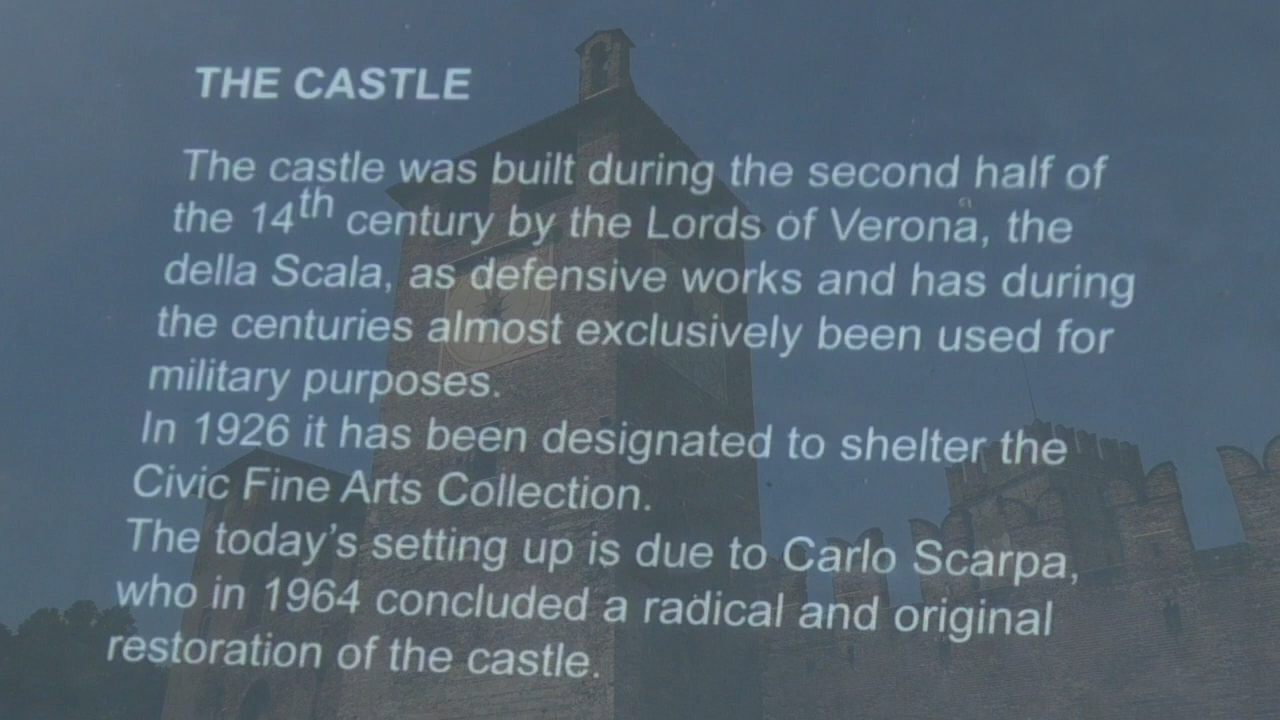 THE CASTLE
The castle was built during the second half of
the 14th century by the Lords of Verona, the
della Scala, as defensive works and has during
the centuries almost exclusively been used for
military purposes.
In 1926 it has been designated to shelter the
Civic Fine Arts Collection.
The today's setting up is due to Carlo Scarpa,
who in 1964 concluded a radical and original
restoration of the castle.